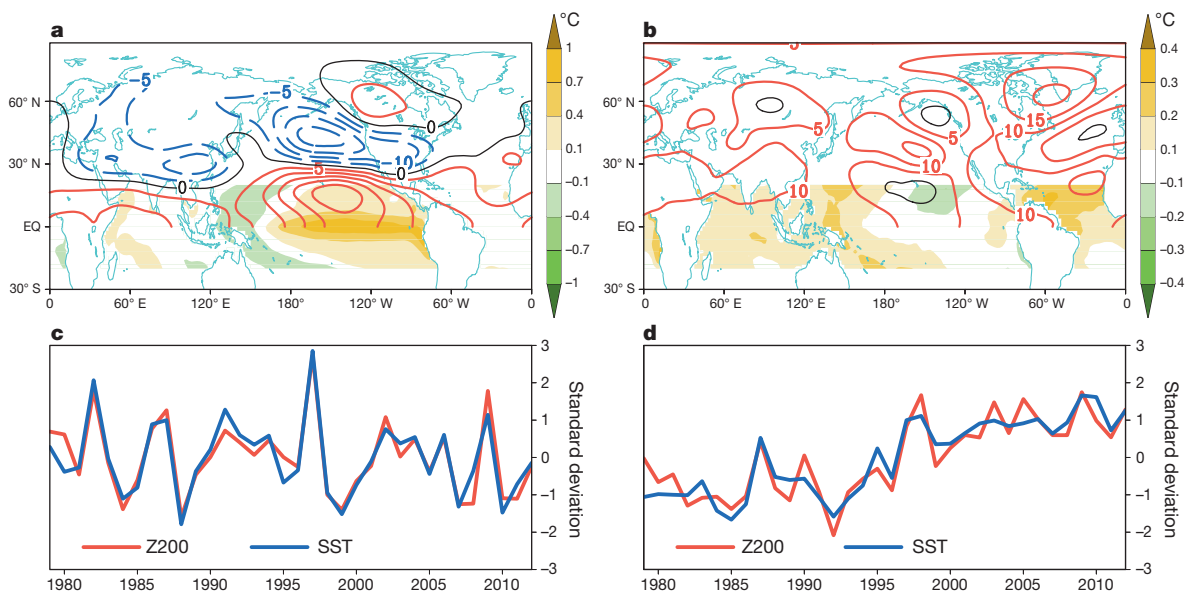 a
°C
−5
−5
0
−10
5
0
0
60° N
30° N
EQ
30° S
0
60° E
120° E
180°
120° W
60° W
0
1
0.7
0.4
0.1
−0.1
−0.4
−0.7
−1
b
°C
5
15
10
5
5
10
10
10
60° N
30° N
EQ
30° S
0
60° E
120° E
180°
120° W
60° W
0
0.4
0.3
0.2
0.1
−0.1
−0.2
−0.3
−0.4
c
3
2
1
0
−1
−2
−3
Standard deviation
Z200
SST
1980
1985
1990
1995
2000
2005
2010
d
3
2
1
0
−1
−2
−3
Standard deviation
Z200
SST
1980
1985
1990
1995
2000
2005
2010